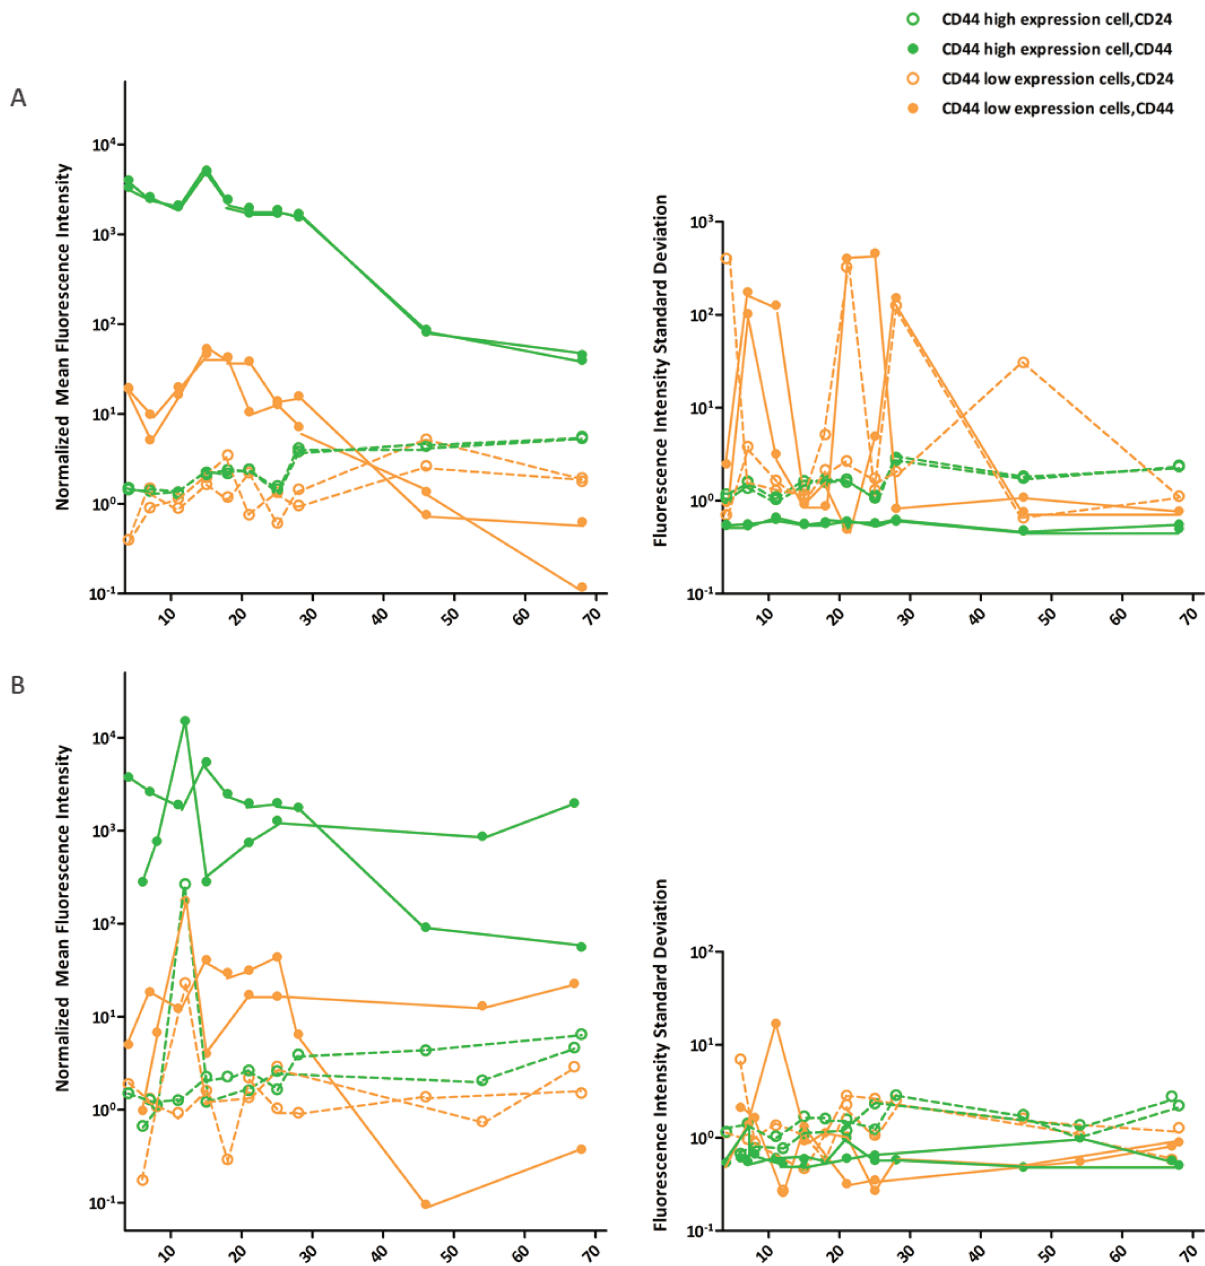 CD44 high expression cell,CD24
CD44 high expression cell,CD44
CD44 low expression cells,CD24
CD44 low expression cells,CD44
A
Normalized Mean Fluorescence Intensity
10⁴
10³
10²
10¹
10⁰
10⁻¹
10 20 30 40 50 60 70
Fluorescence Intensity Standard Deviation
10³
10²
10¹
10⁰
10⁻¹
10 20 30 40 50 60 70
B
Normalized Mean Fluorescence Intensity
10⁴
10³
10²
10¹
10⁰
10⁻¹
10 20 30 40 50 60 70
Fluorescence Intensity Standard Deviation
10²
10¹
10⁰
10⁻¹
10 20 30 40 50 60 70